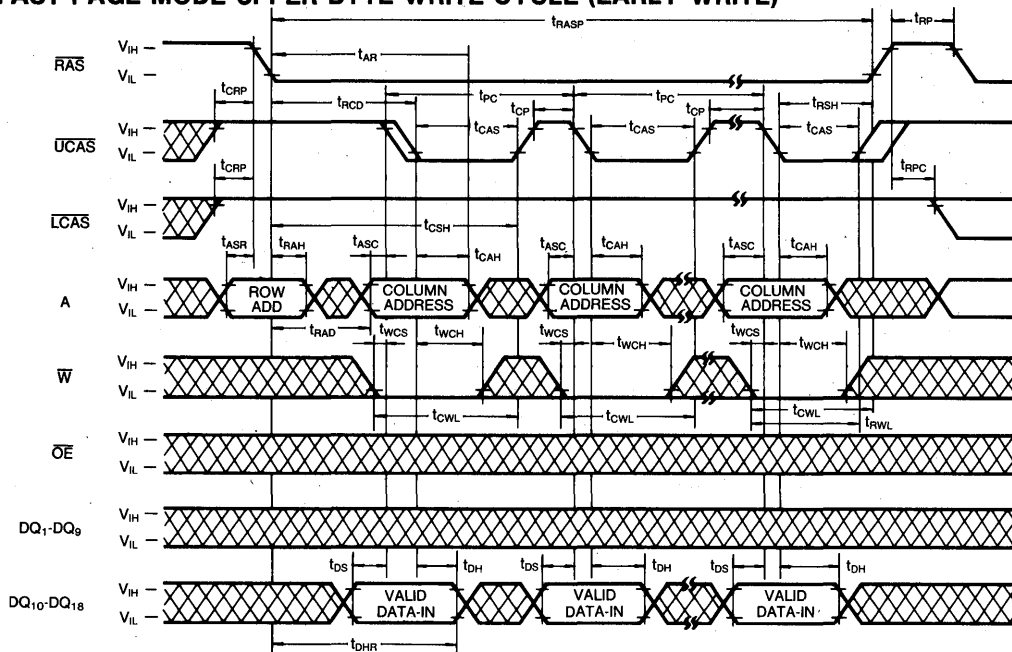 FAST PAGE MODE UPPER BYTE WRITE CYCLE (EARLY WRITE)
tRASP tRP
RAS VIH tAR
VIL
tCRP tRCD tPC tPC tRSH
tCP tCP
UCAS VIH tCAS tCAS tCAS
VIL
tCRP tRPC
LCAS VIH
VIL tCSH
tASR tRAH tASC tCAH tASC tCAH tASC tCAH
A VIH ROW ADD COLUMN ADDRESS COLUMN ADDRESS COLUMN ADDRESS
VIL
tRAD tWCS tWCH tWCS tWCH tWCS tWCH
W VIH
VIL
tCWL tCWL tCWL
tRWL
OE VIH
VIL
DQ1-DQ9 VIH
VIL
tDS tDH tDS tDH tDS tDH
DQ10-DQ18 VIH VALID DATA-IN VALID DATA-IN VALID DATA-IN
VIL
tDHR